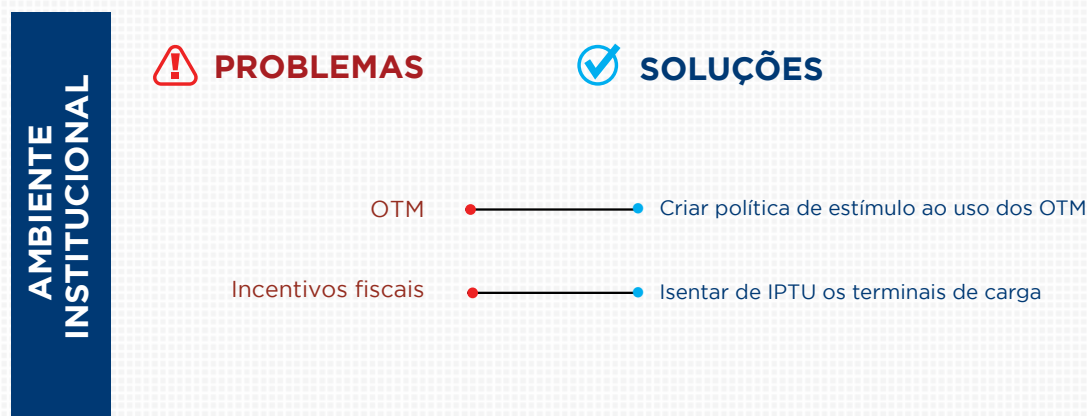 AMBIENTE
INSTITUCIONAL
PROBLEMAS
SOLUÇÕES
OTM
Criar política de estímulo ao uso dos OTM
Incentivos fiscais
Isentar de IPTU os terminais de carga